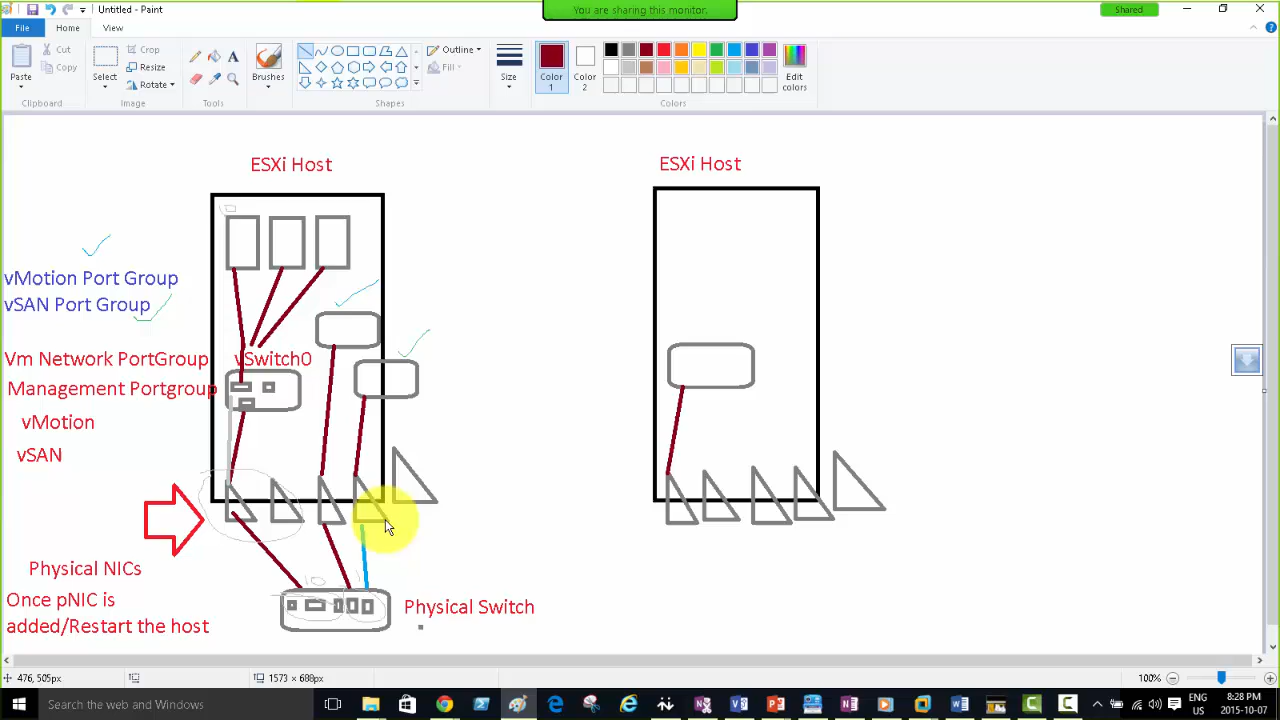 Untitled - Paint
You are sharing this monitor.
Shared
File
Home
View
Paste
Cut
Copy
Clipboard
Select
Crop
Resize
Rotate
Image
A
Tools
Brushes
Shapes
Outline
Fill
Size
Color 1
Color 2
Edit colors
Colors
ESXi Host
ESXi Host
vMotion Port Group
vSAN Port Group
Vm Network PortGroup
vSwitch0
Management Portgroup
vMotion
vSAN
Physical NICs
Once pNIC is
added/Restart the host
Physical Switch
476, 505px
1573 × 688px
100%
Search the web and Windows
ENG
US
8:28 PM
2015-10-07